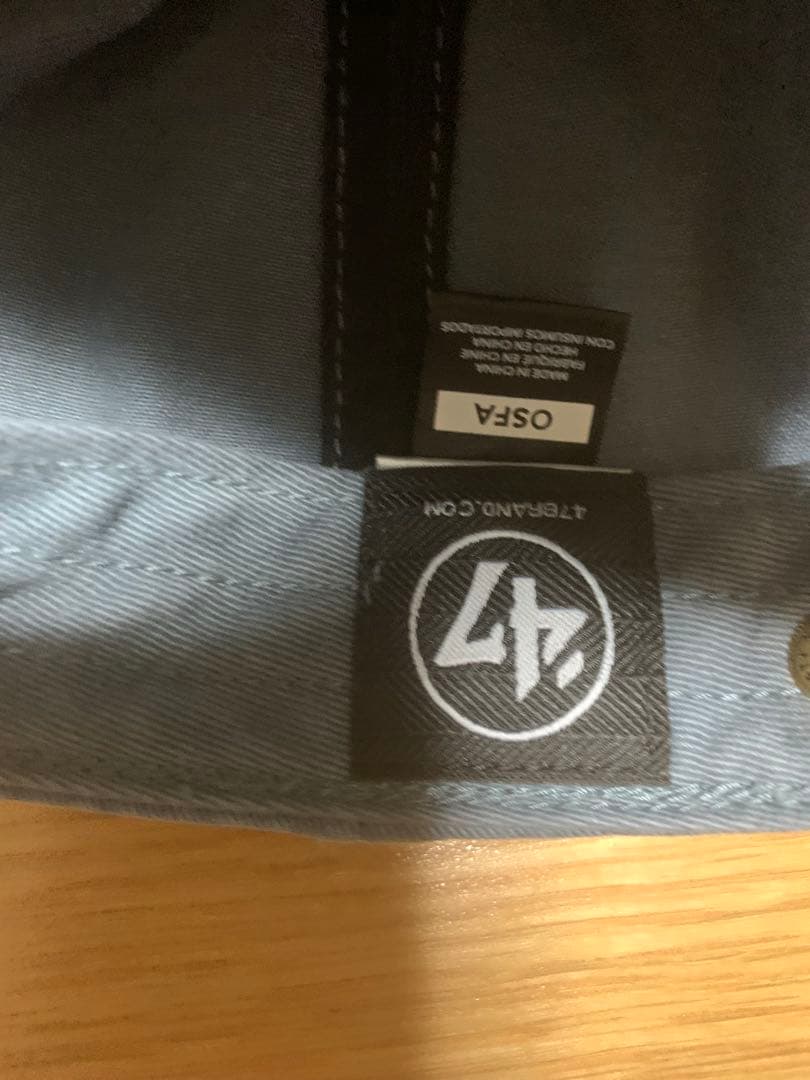 '47
47BRAND.COM
OSFA
MADE IN CHINA
FABRIQUÉ EN CHINE
HECHO EN CHINA
CON INSUMOS IMPORTADOS